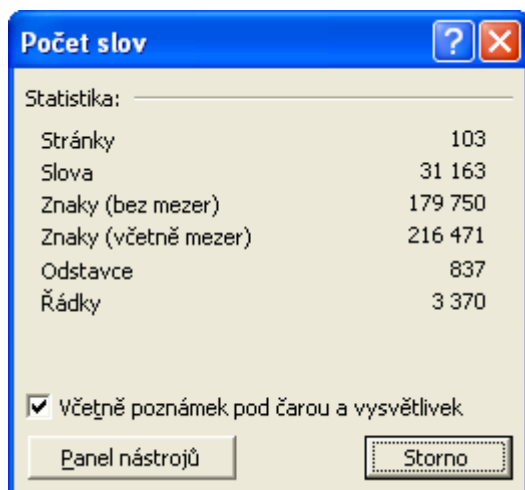 Počet slov
Statistika:
Stránky 103
Slova 31 163
Znaky (bez mezer) 179 750
Znaky (včetně mezer) 216 471
Odstavce 837
Řádky 3 370
Včetně poznámek pod čarou a vysvětlivek
Panel nástrojů Storno